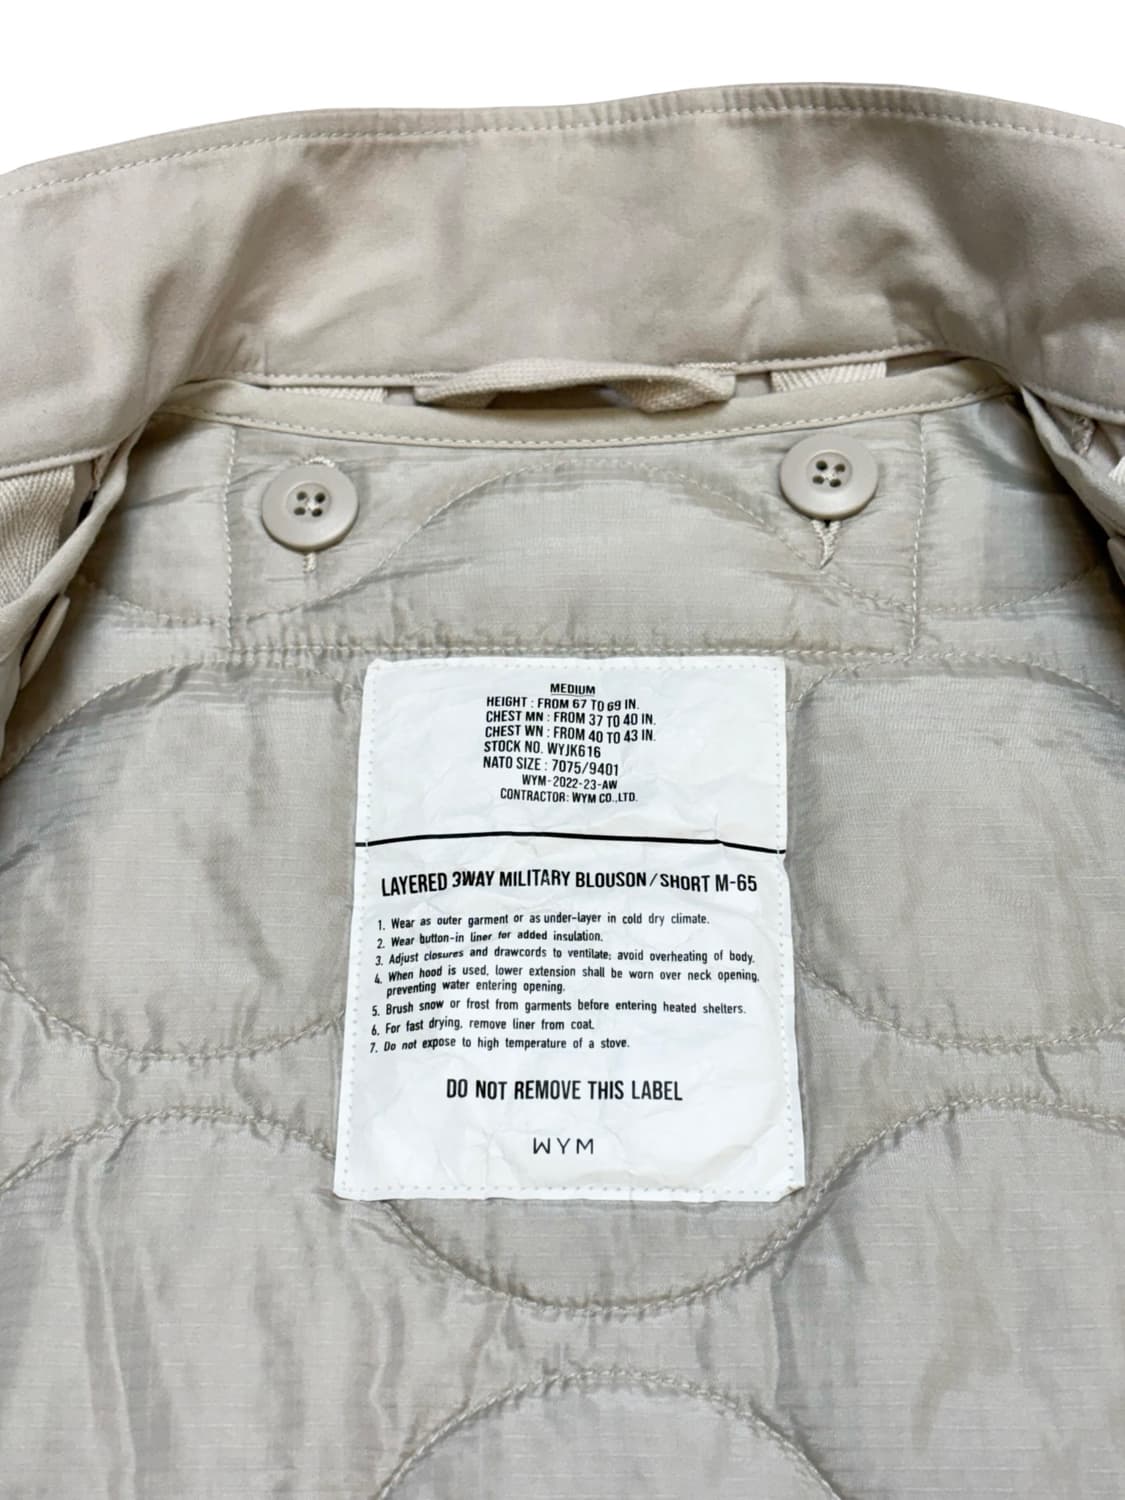 MEDIUM
HEIGHT : FROM 67 TO 69 IN.
CHEST MN : FROM 37 TO 40 IN.
CHEST WN : FROM 40 TO 43 IN.
STOCK NO. WYJK616
NATO SIZE : 7075/9401
WYM-2022-23-AW
CONTRACTOR: WYM CO.,LTD.
LAYERED 3WAY MILITARY BLOUSON/SHORT M-65
1. Wear as outer garment or as under-layer in cold dry climate.
2. Wear button-in liner for added insulation.
3. Adjust closures and drawcords to ventilate; avoid overheating of body.
4. When hood is used, lower extension shall be worn over neck opening,
preventing water entering opening.
5. Brush snow or frost from garments before entering heated shelters.
6. For fast drying, remove liner from coat.
7. Do not expose to high temperature of a stove.
DO NOT REMOVE THIS LABEL
WYM